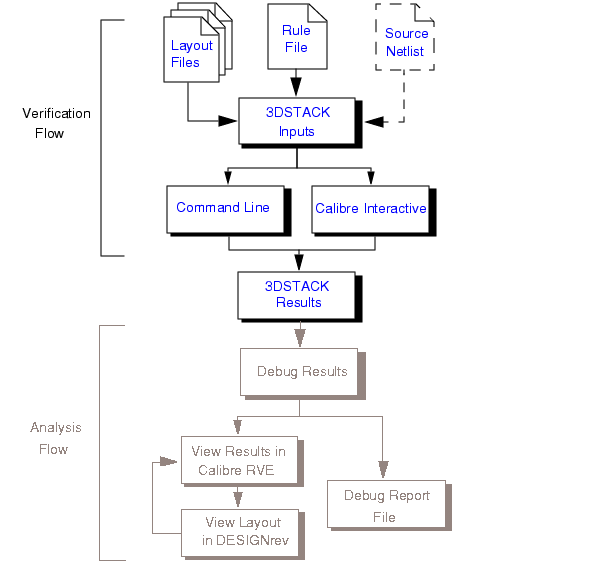 Layout
Files
Rule
File
Source
Netlist
Verification
Flow
3DSTACK
Inputs
Command Line
Calibre Interactive
3DSTACK
Results
Debug Results
Analysis
Flow
View Results in
Calibre RVE
Debug Report
File
View Layout
in DESIGNrev